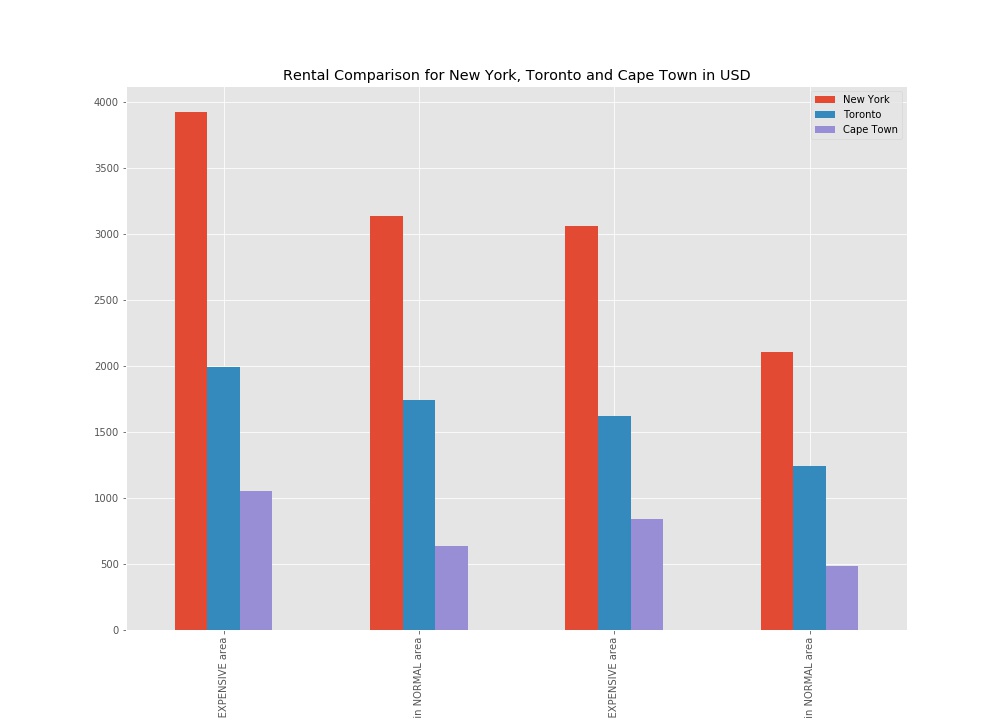 Rental Comparison for New York, Toronto and Cape Town in USD
New York
Toronto
Cape Town
4000
3500
3000
2500
2000
1500
1000
500
0
EXPENSIVE area
in NORMAL area
EXPENSIVE area
in NORMAL area